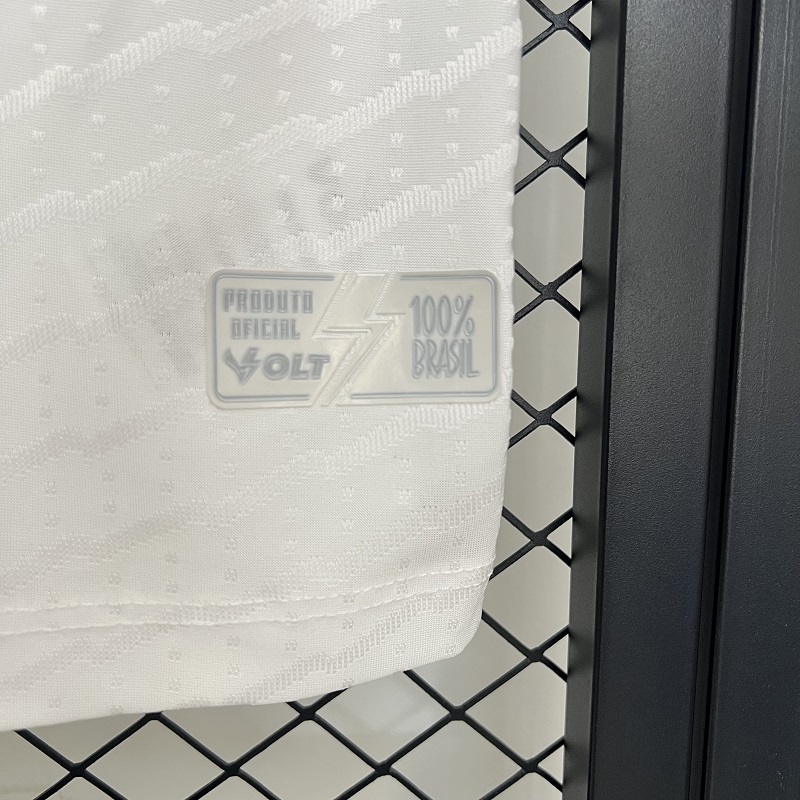 PRODUTO
OFICIAL
VOLT
100%
BRASIL